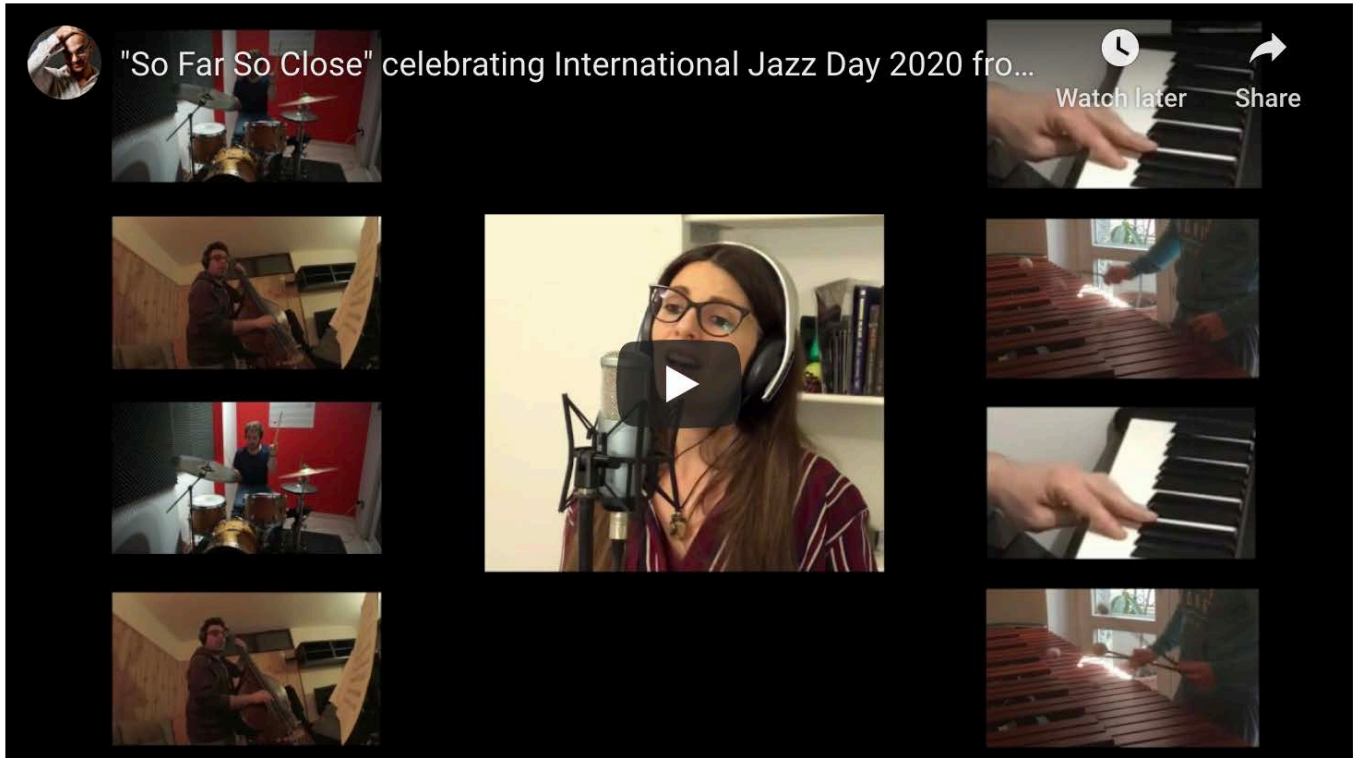 "So Far So Close" celebrating International Jazz Day 2020 fro...
Watch later
Share